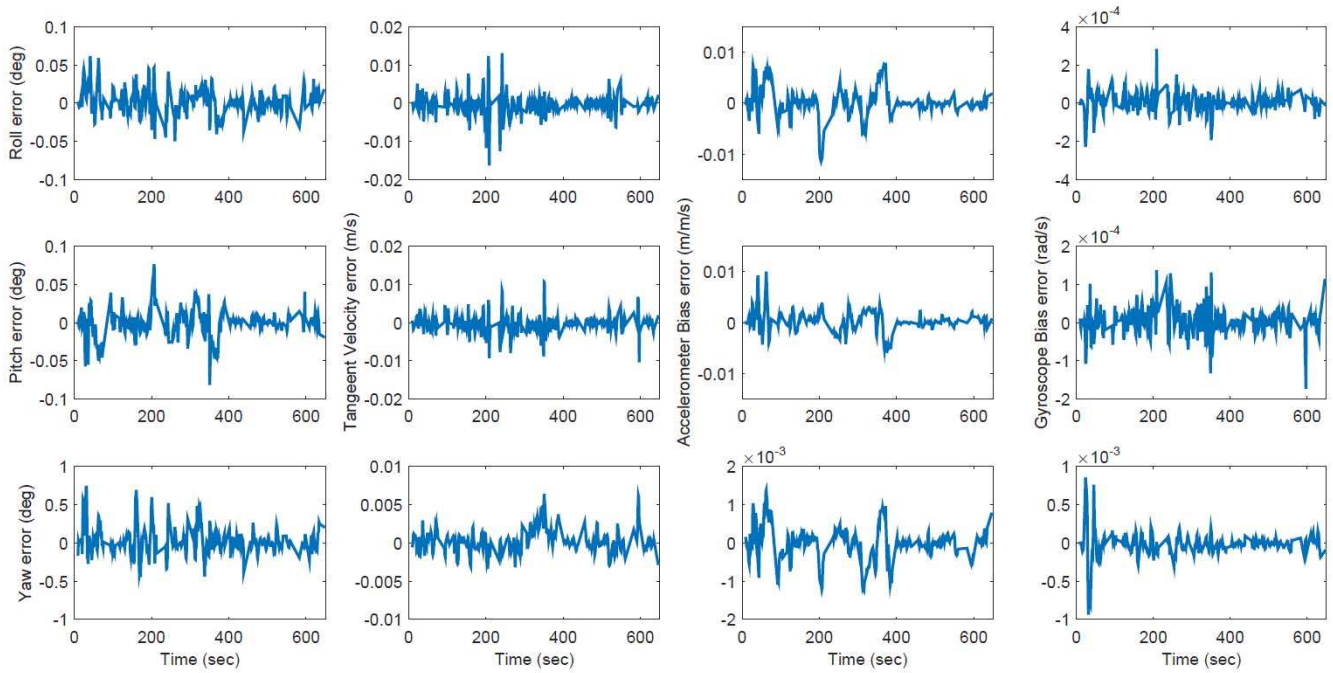 Roll error (deg)
0.1
0.05
0
-0.05
-0.1
0 200 400 600
0.02
0.01
0
-0.01
-0.02
0 200 400 600
0.01
0
-0.01
0 200 400 600
×10⁻⁴
4
2
0
-2
-4
0 200 400 600
Pitch error (deg)
0.1
0.05
0
-0.05
-0.1
0 200 400 600
Tangeent Velocity error (m/s)
0.02
0.01
0
-0.01
-0.02
0 200 400 600
Accelerometer Bias error (m/m/s)
0.01
0
-0.01
0 200 400 600
Gyroscope Bias error (rad/s)
×10⁻⁴
2
1
0
-1
-2
0 200 400 600
Yaw error (deg)
1
0.5
0
-0.5
-1
0 200 400 600
Time (sec)
0.01
0.005
0
-0.005
-0.01
0 200 400 600
Time (sec)
×10⁻³
2
1
0
-1
-2
0 200 400 600
Time (sec)
×10⁻³
1
0.5
0
-0.5
-1
0 200 400 600
Time (sec)